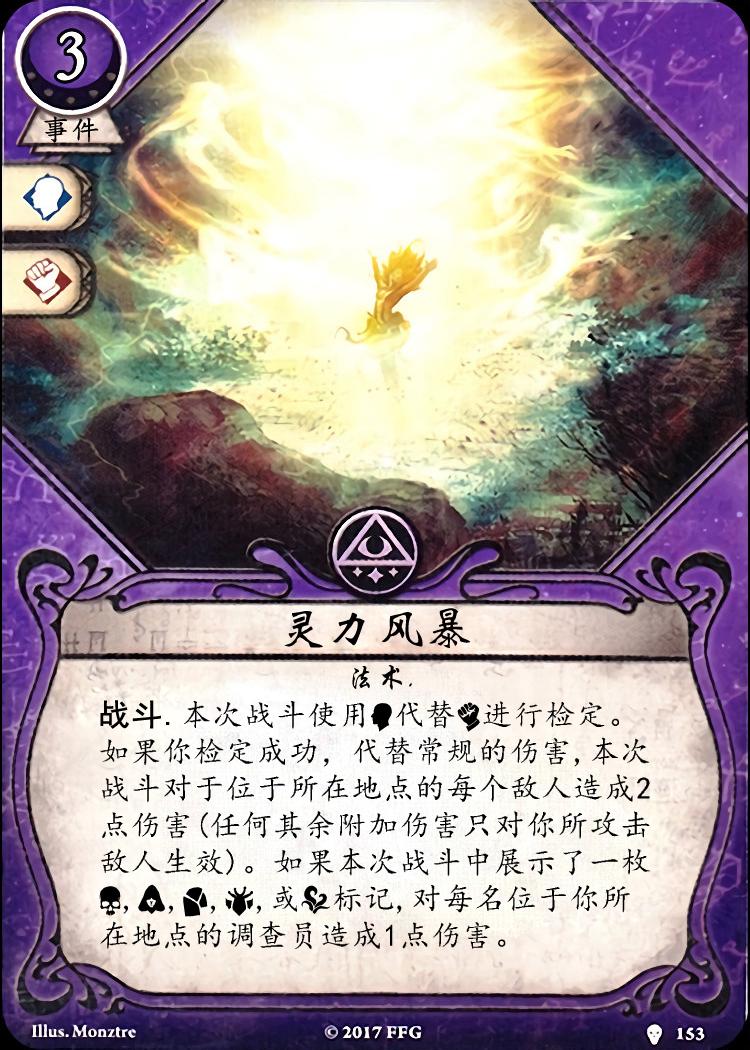 3
事件
灵力风暴
法术.
战斗. 本次战斗使用代替进行检定。
如果你检定成功, 代替常规的伤害, 本次
战斗对于位于所在地点的每个敌人造成2
点伤害(任何其余附加伤害只对你所攻击
敌人生效)。如果本次战斗中展示了一枚
, , , , 或标记, 对每名位于你所
在地点的调查员造成1点伤害。
Illus. Monztre
© 2017 FFG
153